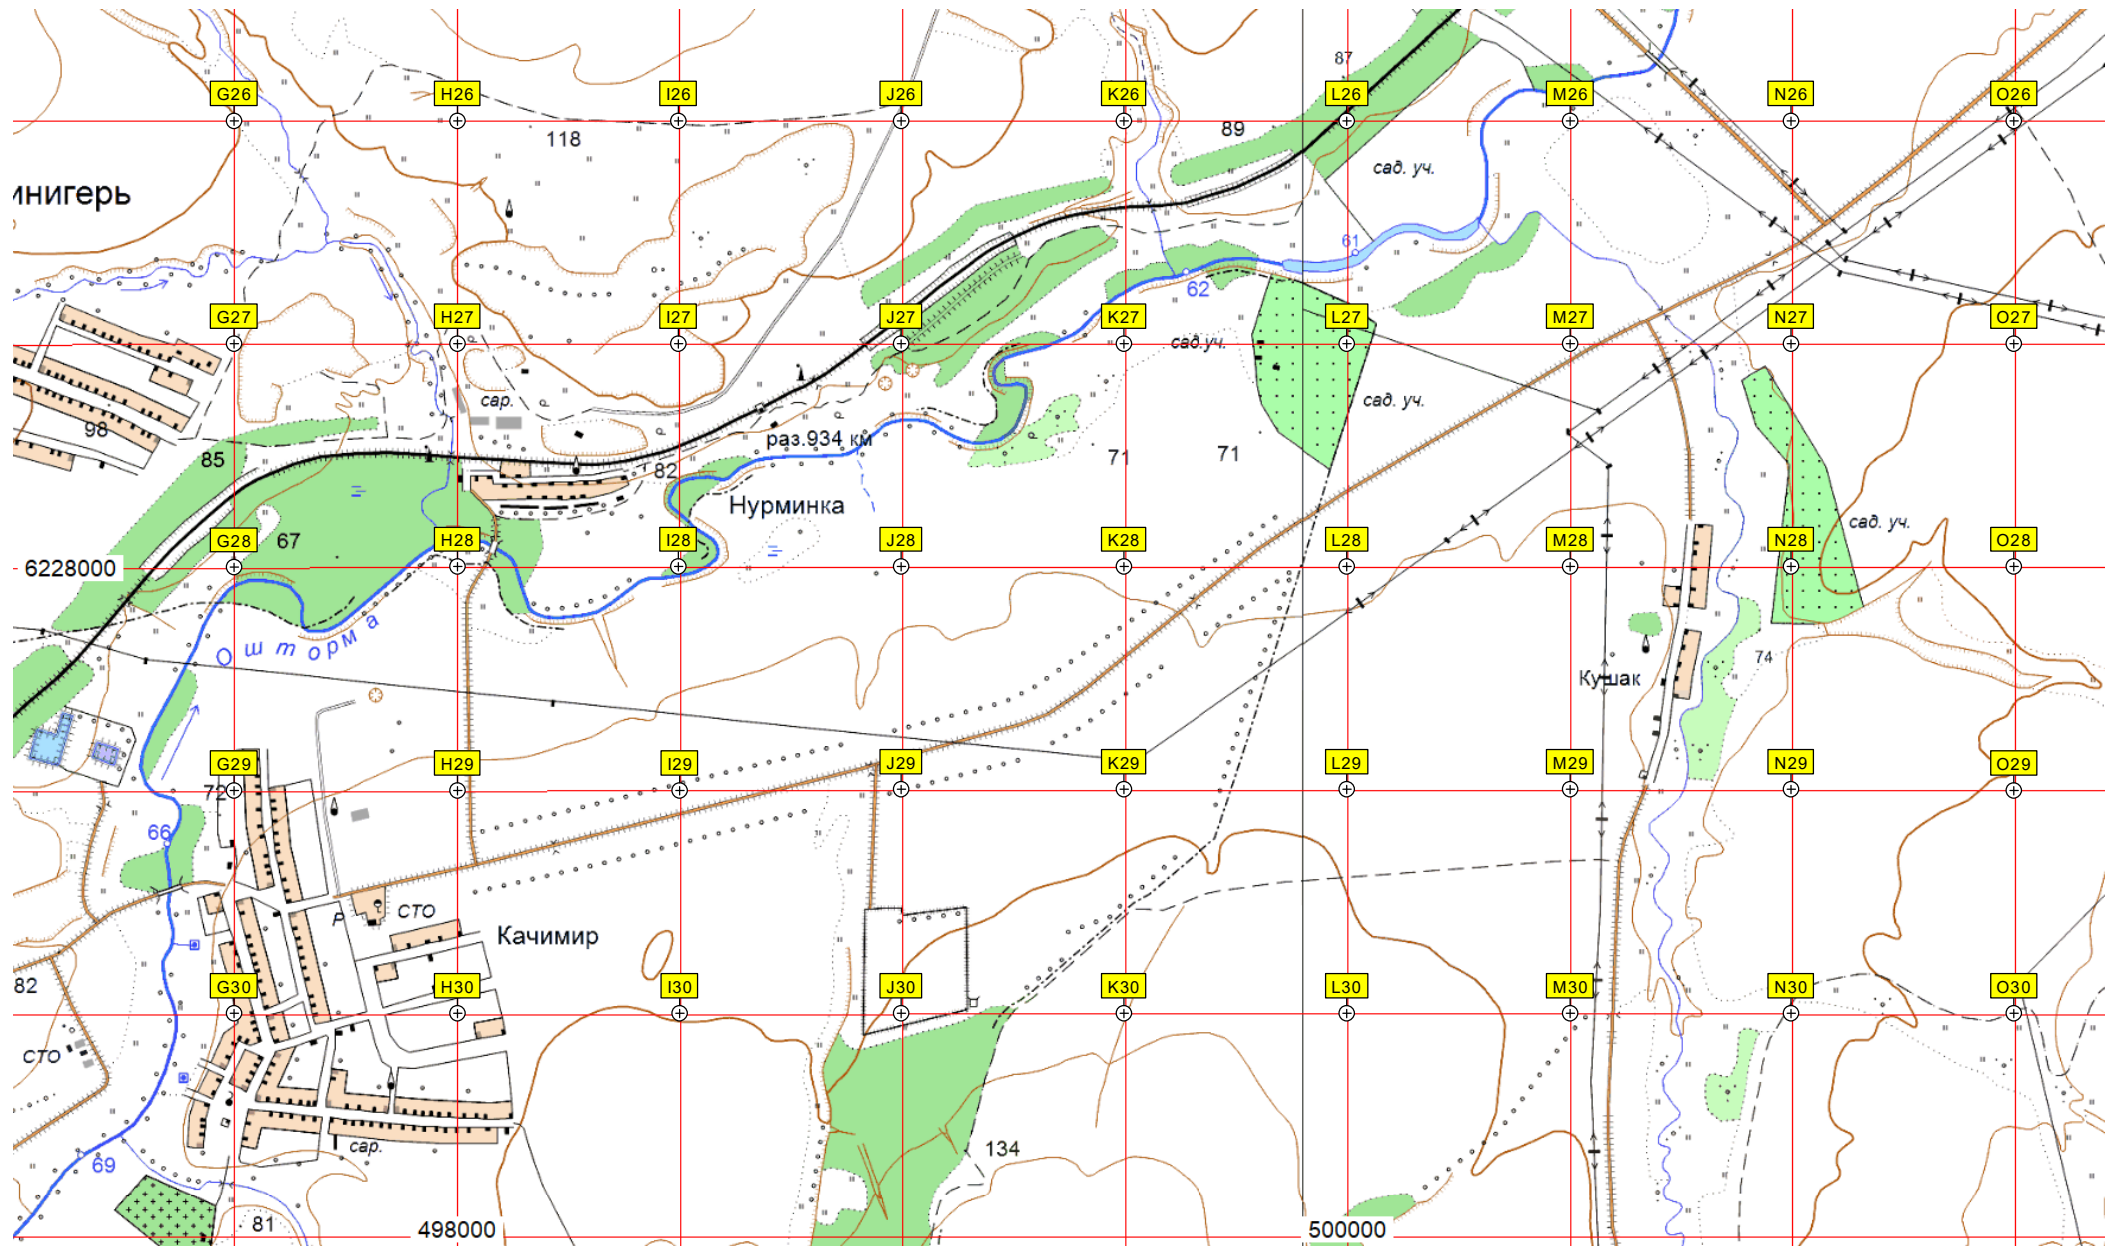 87
G26 H26 I26 J26 K26 L26 M26 N26 O26
118
89
сад. уч.
инигерь
61
62
G27 H27 I27 J27 K27 L27 M27 N27 O27
сад.уч.
сар.
сад. уч.
98
раз.934 км
85
82
71
71
Нурминка
сад. уч.
67
G28 H28 I28 J28 K28 L28 M28 N28 O28
6228000
Ошторма
74
Кушак
G29 H29 I29 J29 K29 L29 M29 N29 O29
72
66
Р
СТО
Качимир
82
G30 H30 I30 J30 K30 L30 M30 N30 O30
СТО
сар.
134
69
81
498000
500000